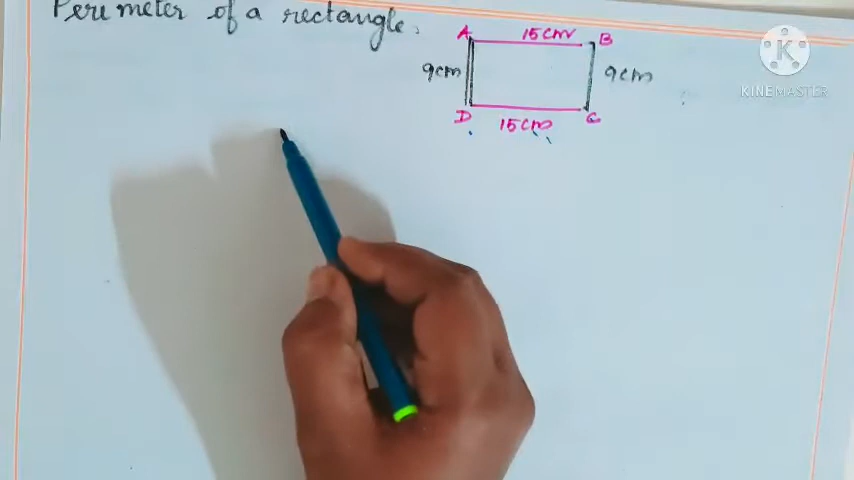 Perimeter of a rectangle.
A 15cm B
9cm 9cm
D 15cm C
K
KINEMASTER